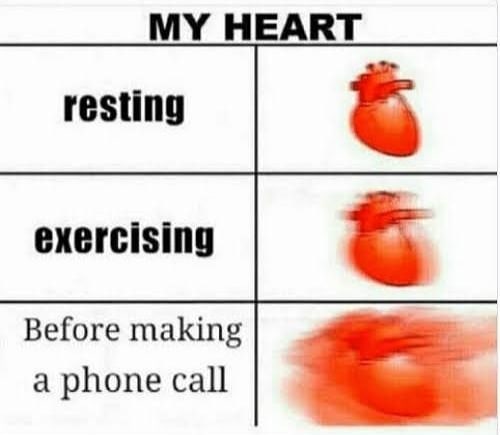 MY HEART
resting
exercising
Before making
a phone call